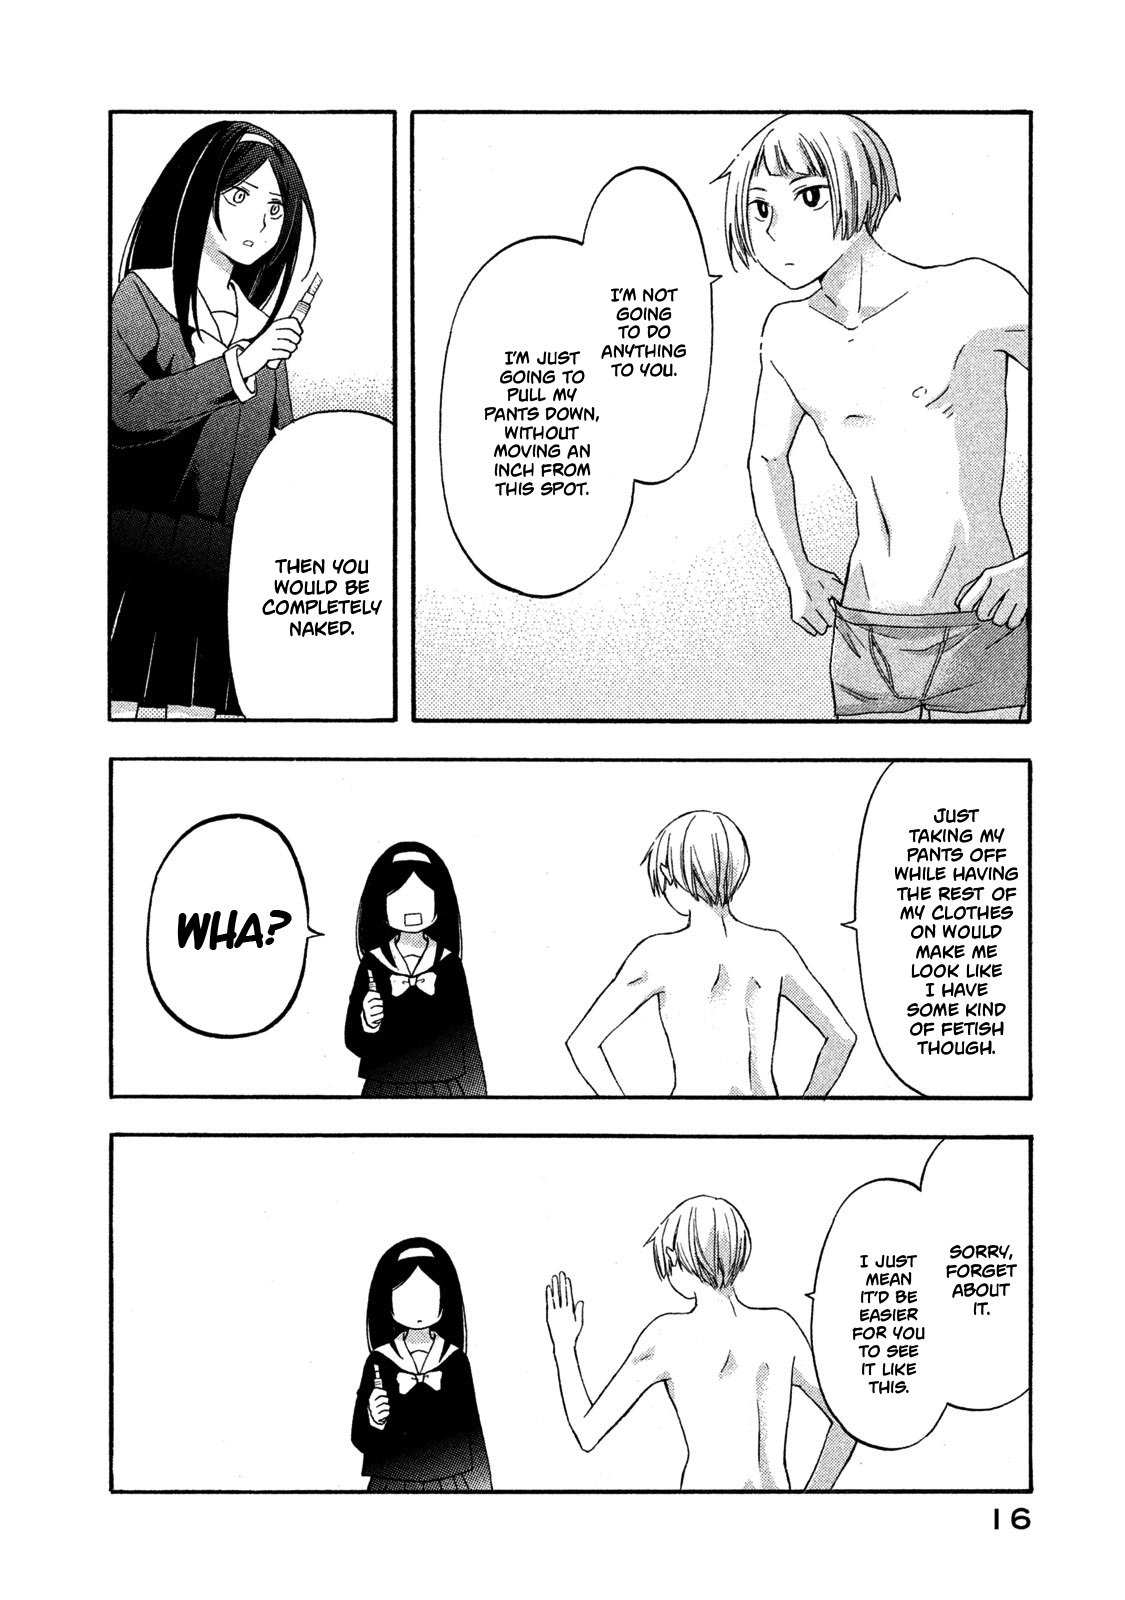 I'M NOT
GOING
TO DO
ANYTHING
TO YOU.
I'M JUST
GOING TO
PULL MY
PANTS DOWN,
WITHOUT
MOVING AN
INCH FROM
THIS SPOT.
THEN YOU
WOULD BE
COMPLETELY
NAKED.
JUST
TAKING MY
PANTS OFF
WHILE HAVING
THE REST OF
MY CLOTHES
ON WOULD
MAKE ME
LOOK LIKE
I HAVE
SOME KIND
OF FETISH
THOUGH.
WHA?
SORRY,
FORGET
ABOUT
IT.
I JUST
MEAN
IT'D BE
EASIER
FOR YOU
TO SEE
IT LIKE
THIS.
16